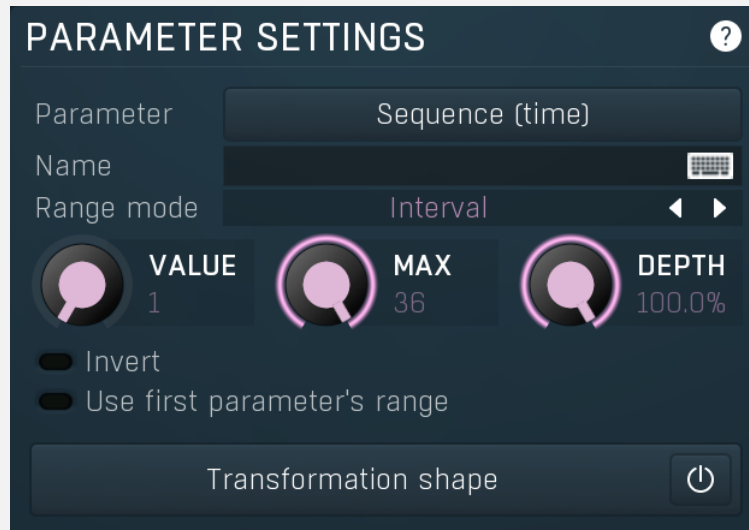 PARAMETER SETTINGS ?
Parameter Sequence (time)
Name
Range mode Interval
VALUE MAX DEPTH
1 36 100.0%
Invert
Use first parameter's range
Transformation shape